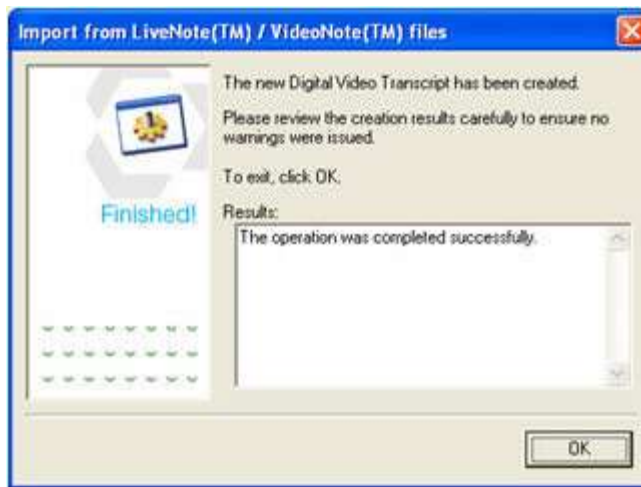 Import from LiveNote(TM) / VideoNote(TM) files
The new Digital Video Transcript has been created.
Please review the creation results carefully to ensure no
warnings were issued.
To exit, click OK.
Finished!
Results:
The operation was completed successfully.
OK